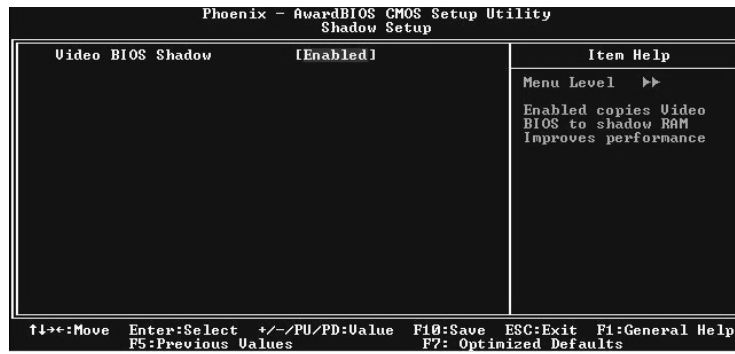 Phoenix - AwardBIOS CMOS Setup Utility
Shadow Setup
Video BIOS Shadow [Enabled]
Item Help
Menu Level ►►
Enabled copies Video
BIOS to shadow RAM
Improves performance
↑↓→←:Move Enter:Select +/-/PU/PD:Value F10:Save ESC:Exit F1:General Help
F5:Previous Values F7: Optimized Defaults